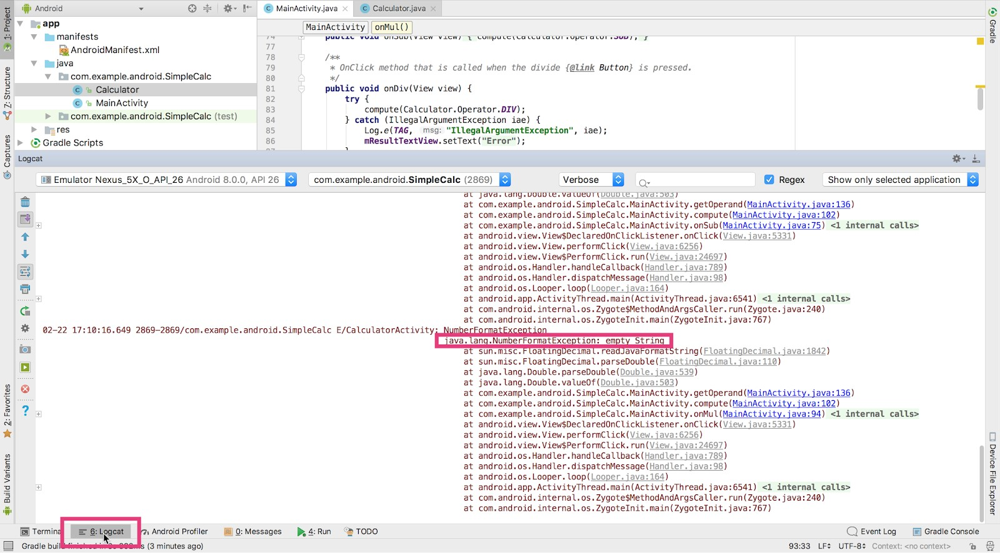 1: Project
Z: Structure
Captures
2: Favorites
Build Variants
Android
MainActivity.java
Calculator.java
app
manifests
AndroidManifest.xml
java
com.example.android.SimpleCalc
Calculator
MainActivity
com.example.android.SimpleCalc (test)
res
Gradle Scripts
MainActivity
onMul()
74 public void onSub(View view) { compute(Calculator.Operator.SUB); }
77
78 /**
79 * OnClick method that is called when the divide {@link Button} is pressed.
80 */
81 public void onDiv(View view) {
82 try {
83 compute(Calculator.Operator.DIV);
84 } catch (IllegalArgumentException iae) {
85 Log.e(TAG, msg: "IllegalArgumentException", iae);
86 mResultTextView.setText("Error");
Gradle
Device File Explorer
Logcat
Emulator Nexus_5X_O_API_26 Android 8.0.0, API 26
com.example.android.SimpleCalc (2869)
Verbose
Regex
Show only selected application
at java.lang.Double.valueOf(Double.java:503)
at com.example.android.SimpleCalc.MainActivity.getOperand(MainActivity.java:136)
at com.example.android.SimpleCalc.MainActivity.compute(MainActivity.java:102)
at com.example.android.SimpleCalc.MainActivity.onSub(MainActivity.java:75) <1 internal calls>
at android.view.View$DeclaredOnClickListener.onClick(View.java:5331)
at android.view.View.performClick(View.java:6256)
at android.view.View$PerformClick.run(View.java:24697)
at android.os.Handler.handleCallback(Handler.java:789)
at android.os.Handler.dispatchMessage(Handler.java:98)
at android.os.Looper.loop(Looper.java:164)
at android.app.ActivityThread.main(ActivityThread.java:6541) <1 internal calls>
at com.android.internal.os.Zygote$MethodAndArgsCaller.run(Zygote.java:240)
at com.android.internal.os.ZygoteInit.main(ZygoteInit.java:767)
02-22 17:10:16.649 2869-2869/com.example.android.SimpleCalc E/CalculatorActivity: NumberFormatException
java.lang.NumberFormatException: empty String
at sun.misc.FloatingDecimal.readJavaFormatString(FloatingDecimal.java:1842)
at sun.misc.FloatingDecimal.parseDouble(FloatingDecimal.java:110)
at java.lang.Double.parseDouble(Double.java:539)
at java.lang.Double.valueOf(Double.java:503)
at com.example.android.SimpleCalc.MainActivity.getOperand(MainActivity.java:136)
at com.example.android.SimpleCalc.MainActivity.compute(MainActivity.java:102)
at com.example.android.SimpleCalc.MainActivity.onMul(MainActivity.java:94) <1 internal calls>
at android.view.View$DeclaredOnClickListener.onClick(View.java:5331)
at android.view.View.performClick(View.java:6256)
at android.view.View$PerformClick.run(View.java:24697)
at android.os.Handler.handleCallback(Handler.java:789)
at android.os.Handler.dispatchMessage(Handler.java:98)
at android.os.Looper.loop(Looper.java:164)
at android.app.ActivityThread.main(ActivityThread.java:6541) <1 internal calls>
at com.android.internal.os.Zygote$MethodAndArgsCaller.run(Zygote.java:240)
at com.android.internal.os.ZygoteInit.main(ZygoteInit.java:767)
Termina
6: Logcat
Android Profiler
0: Messages
4: Run
TODO
Event Log
Gradle Console
Gradle build finished in (3 minutes ago)
93:33
LF
UTF-8
Context: <no context>